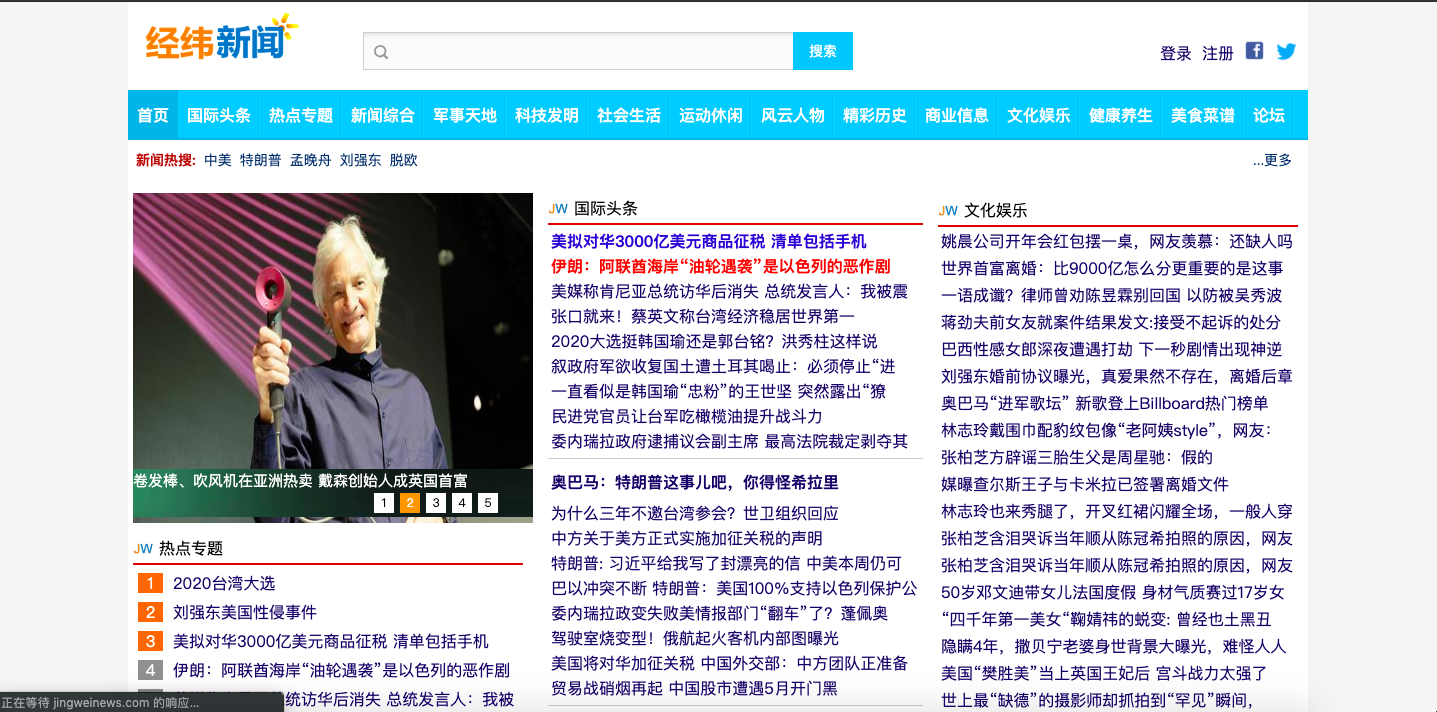 经纬新闻
搜索
登录 注册
首页 国际头条 热点专题 新闻综合 军事天地 科技发明 社会生活 运动休闲 风云人物 精彩历史 商业信息 文化娱乐 健康养生 美食菜谱 论坛
新闻热搜: 中美 特朗普 孟晚舟 刘强东 脱欧
...更多
卷发棒、吹风机在亚洲热卖 戴森创始人成英国首富
1 2 3 4 5
JW 热点专题
1 2020台湾大选
2 刘强东美国性侵事件
3 美拟对华3000亿美元商品征税 清单包括手机
4 伊朗：阿联酋海岸“油轮遇袭”是以色列的恶作剧
统访华后消失 总统发言人：我被
正在等待 jingweinews.com 的响应...
JW 国际头条
美拟对华3000亿美元商品征税 清单包括手机
伊朗：阿联酋海岸“油轮遇袭”是以色列的恶作剧
美媒称肯尼亚总统访华后消失 总统发言人：我被震
张口就来！蔡英文称台湾经济稳居世界第一
2020大选挺韩国瑜还是郭台铭？洪秀柱这样说
叙政府军欲收复国土遭土耳其喝止：必须停止“进
一直看似是韩国瑜“忠粉”的王世坚 突然露出“獠
民进党官员让台军吃橄榄油提升战斗力
委内瑞拉政府逮捕议会副主席 最高法院裁定剥夺其
奥巴马：特朗普这事儿吧，你得怪希拉里
为什么三年不邀台湾参会？世卫组织回应
中方关于美方正式实施加征关税的声明
特朗普: 习近平给我写了封漂亮的信 中美本周仍可
巴以冲突不断 特朗普：美国100%支持以色列保护公
委内瑞拉政变失败美情报部门“翻车”了？蓬佩奥
驾驶室烧变型！俄航起火客机内部图曝光
美国将对华加征关税 中国外交部：中方团队正准备
贸易战硝烟再起 中国股市遭遇5月开门黑
JW 文化娱乐
姚晨公司开年会红包摆一桌，网友羡慕：还缺人吗
世界首富离婚：比9000亿怎么分更重要的是这事
一语成谶？律师曾劝陈昱霖别回国 以防被吴秀波
蒋劲夫前女友就案件结果发文:接受不起诉的处分
巴西性感女郎深夜遭遇打劫 下一秒剧情出现神逆
刘强东婚前协议曝光，真爱果然不存在，离婚后章
奥巴马“进军歌坛” 新歌登上Billboard热门榜单
林志玲戴围巾配豹纹包像“老阿姨style”，网友：
张柏芝方辟谣三胎生父是周星驰：假的
媒曝查尔斯王子与卡米拉已签署离婚文件
林志玲也来秀腿了，开叉红裙闪耀全场，一般人穿
张柏芝含泪哭诉当年顺从陈冠希拍照的原因，网友
张柏芝含泪哭诉当年顺从陈冠希拍照的原因，网友
50岁邓文迪带女儿法国度假 身材气质赛过17岁女
“四千年第一美女“鞠婧祎的蜕变: 曾经也土黑丑
隐瞒4年，撒贝宁老婆身世背景大曝光，难怪人人
美国“樊胜美”当上英国王妃后 宫斗战力太强了
世上最“缺德”的摄影师却抓拍到“罕见”瞬间，